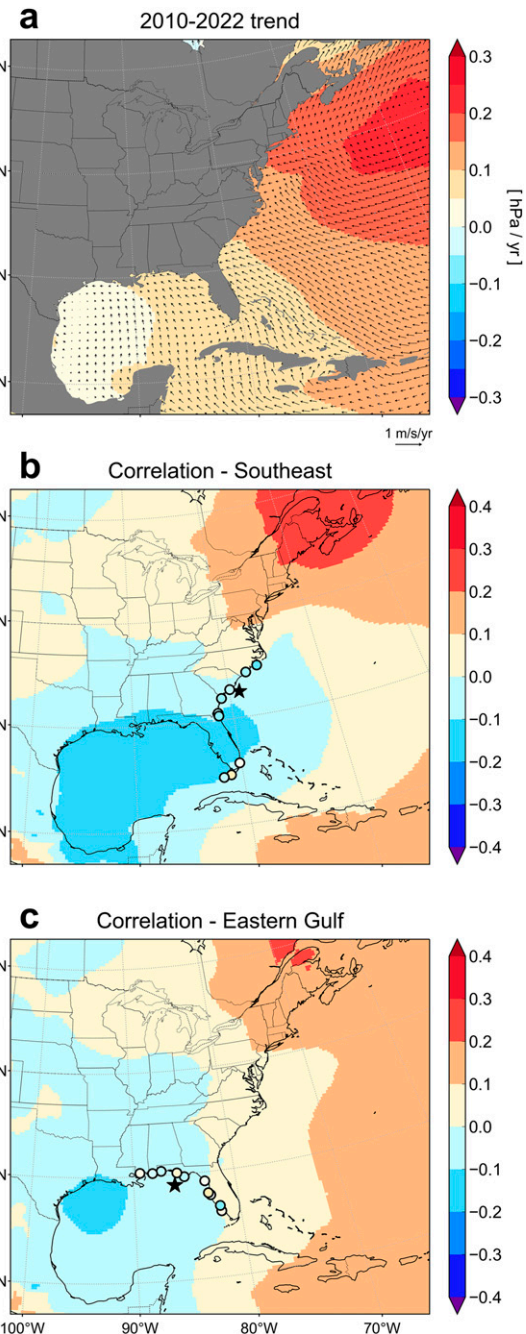 a
2010-2022 trend
N
N
N
N
0.3
0.2
0.1
0.0
−0.1
−0.2
−0.3
[ hPa / yr ]
1 m/s/yr
b
Correlation - Southeast
N
N
N
N
0.4
0.3
0.2
0.1
0.0
−0.1
−0.2
−0.3
−0.4
c
Correlation - Eastern Gulf
N
N
N
N
0.4
0.3
0.2
0.1
0.0
−0.1
−0.2
−0.3
−0.4
100°W 90°W 80°W 70°W